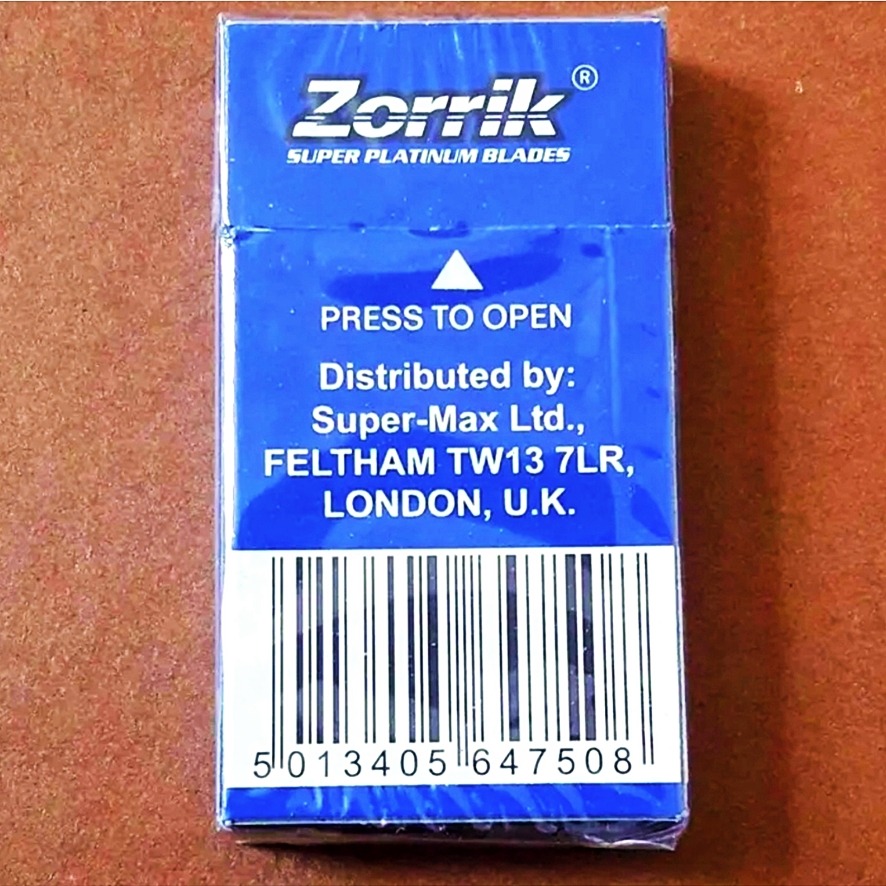 Zorrik®
SUPER PLATINUM BLADES
PRESS TO OPEN
Distributed by:
Super-Max Ltd.,
FELTHAM TW13 7LR,
LONDON, U.K.
5 013405 647508